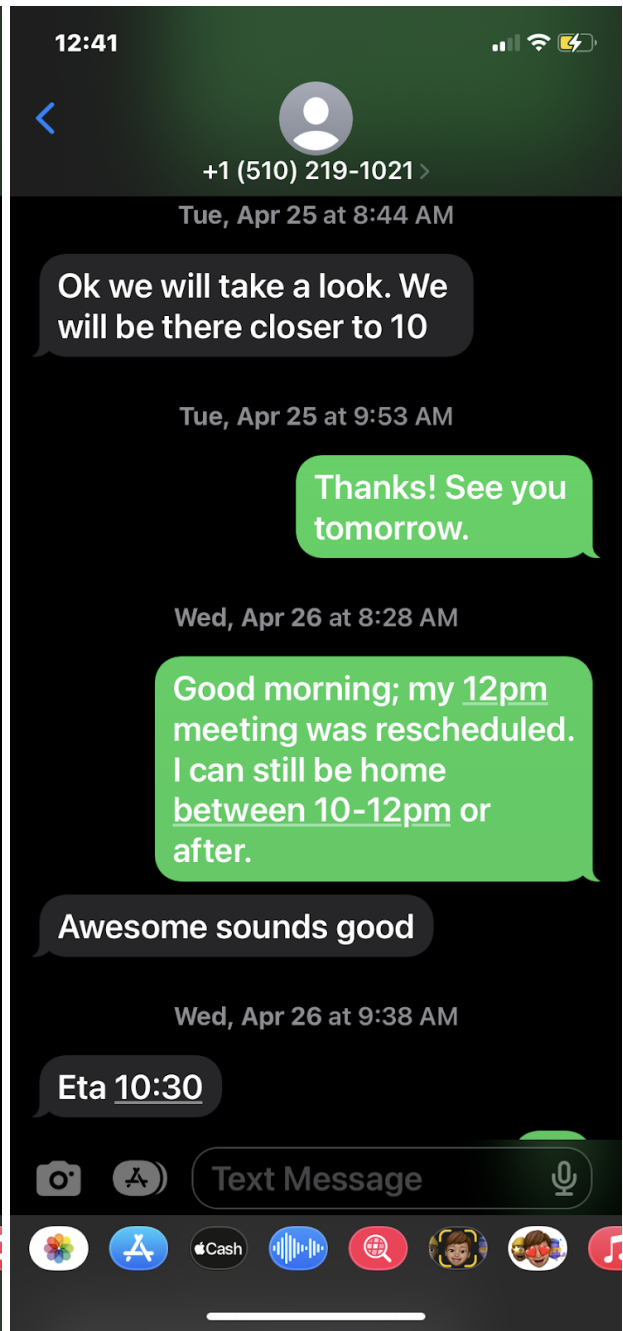 12:41
+1 (510) 219-1021
Tue, Apr 25 at 8:44 AM
Ok we will take a look. We
will be there closer to 10
Tue, Apr 25 at 9:53 AM
Thanks! See you
tomorrow.
Wed, Apr 26 at 8:28 AM
Good morning; my 12pm
meeting was rescheduled.
I can still be home
between 10-12pm or
after.
Awesome sounds good
Wed, Apr 26 at 9:38 AM
Eta 10:30
Text Message
Cash